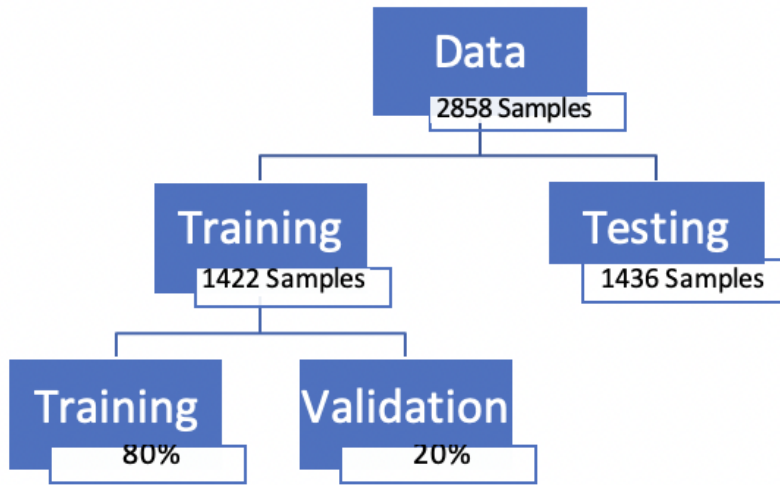 Data
2858 Samples
Training
1422 Samples
Testing
1436 Samples
Training
80%
Validation
20%